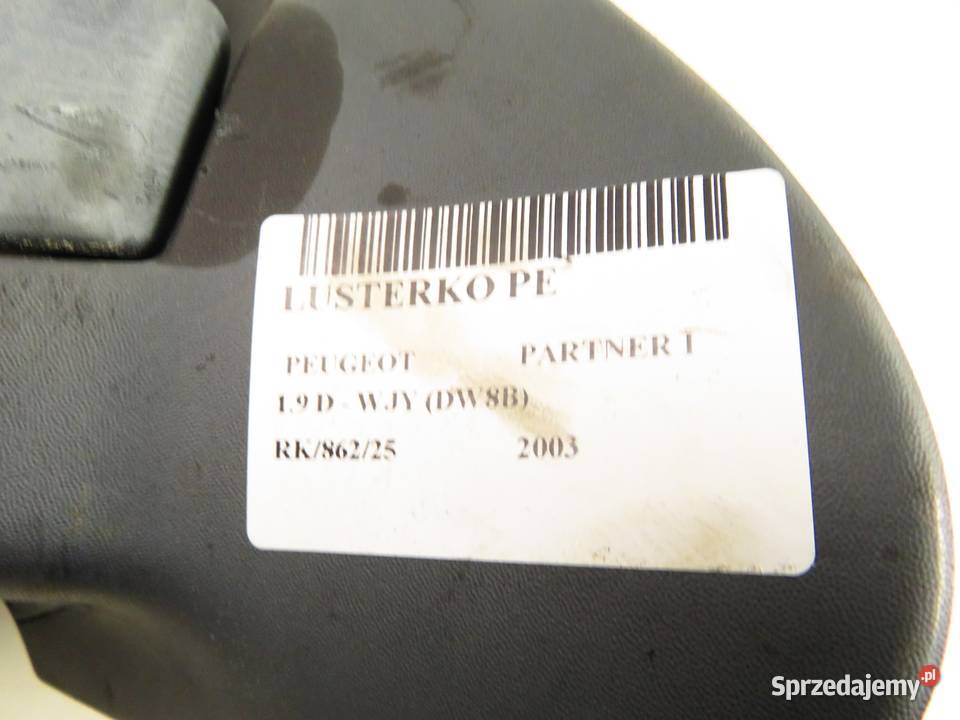 LUSTERKO PE
PEUGEOT PARTNER I
1.9 D - WJY (DW8B)
RK/862/25 2003
Sprzedajemy.pl